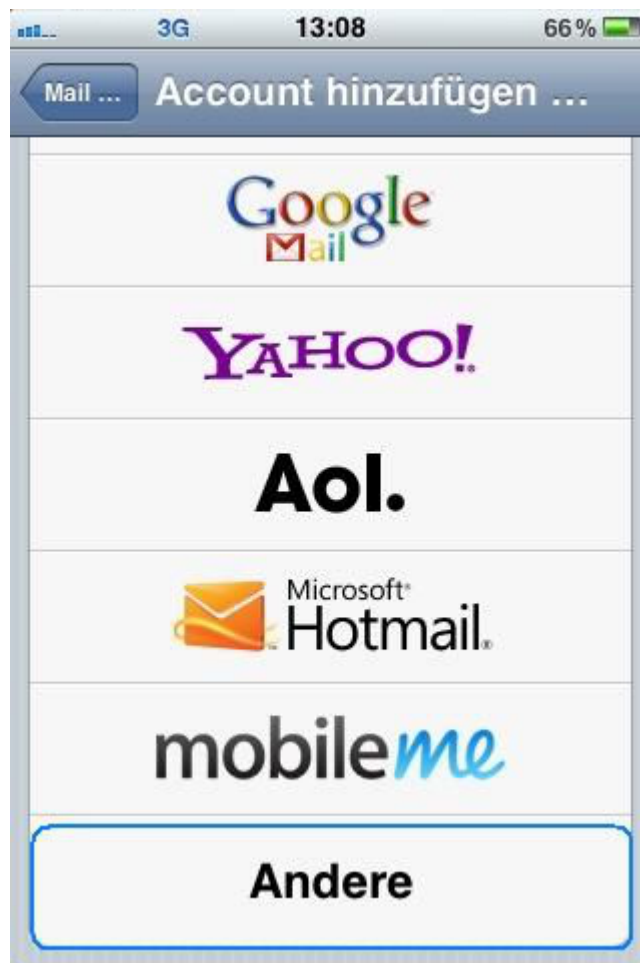 3G 13:08 66 %
Mail ... Account hinzufügen ...
Google
Mail
YAHOO!
Aol.
Microsoft®
Hotmail®
mobileme
Andere